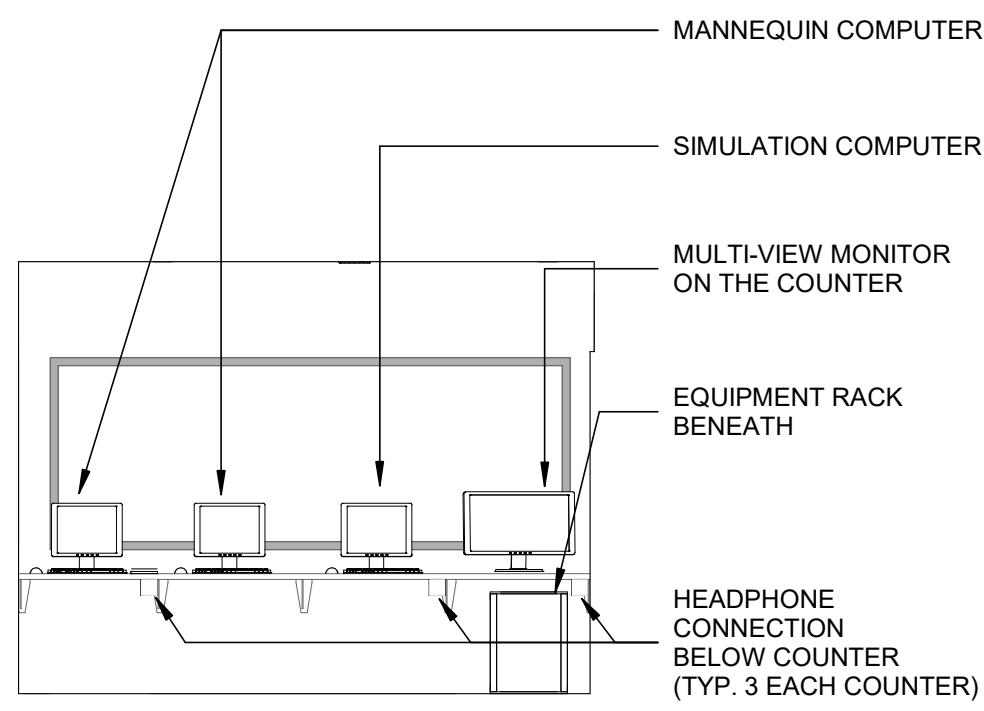 MANNEQUIN COMPUTER
SIMULATION COMPUTER
MULTI-VIEW MONITOR
ON THE COUNTER
EQUIPMENT RACK
BENEATH
HEADPHONE
CONNECTION
BELOW COUNTER
(TYP. 3 EACH COUNTER)